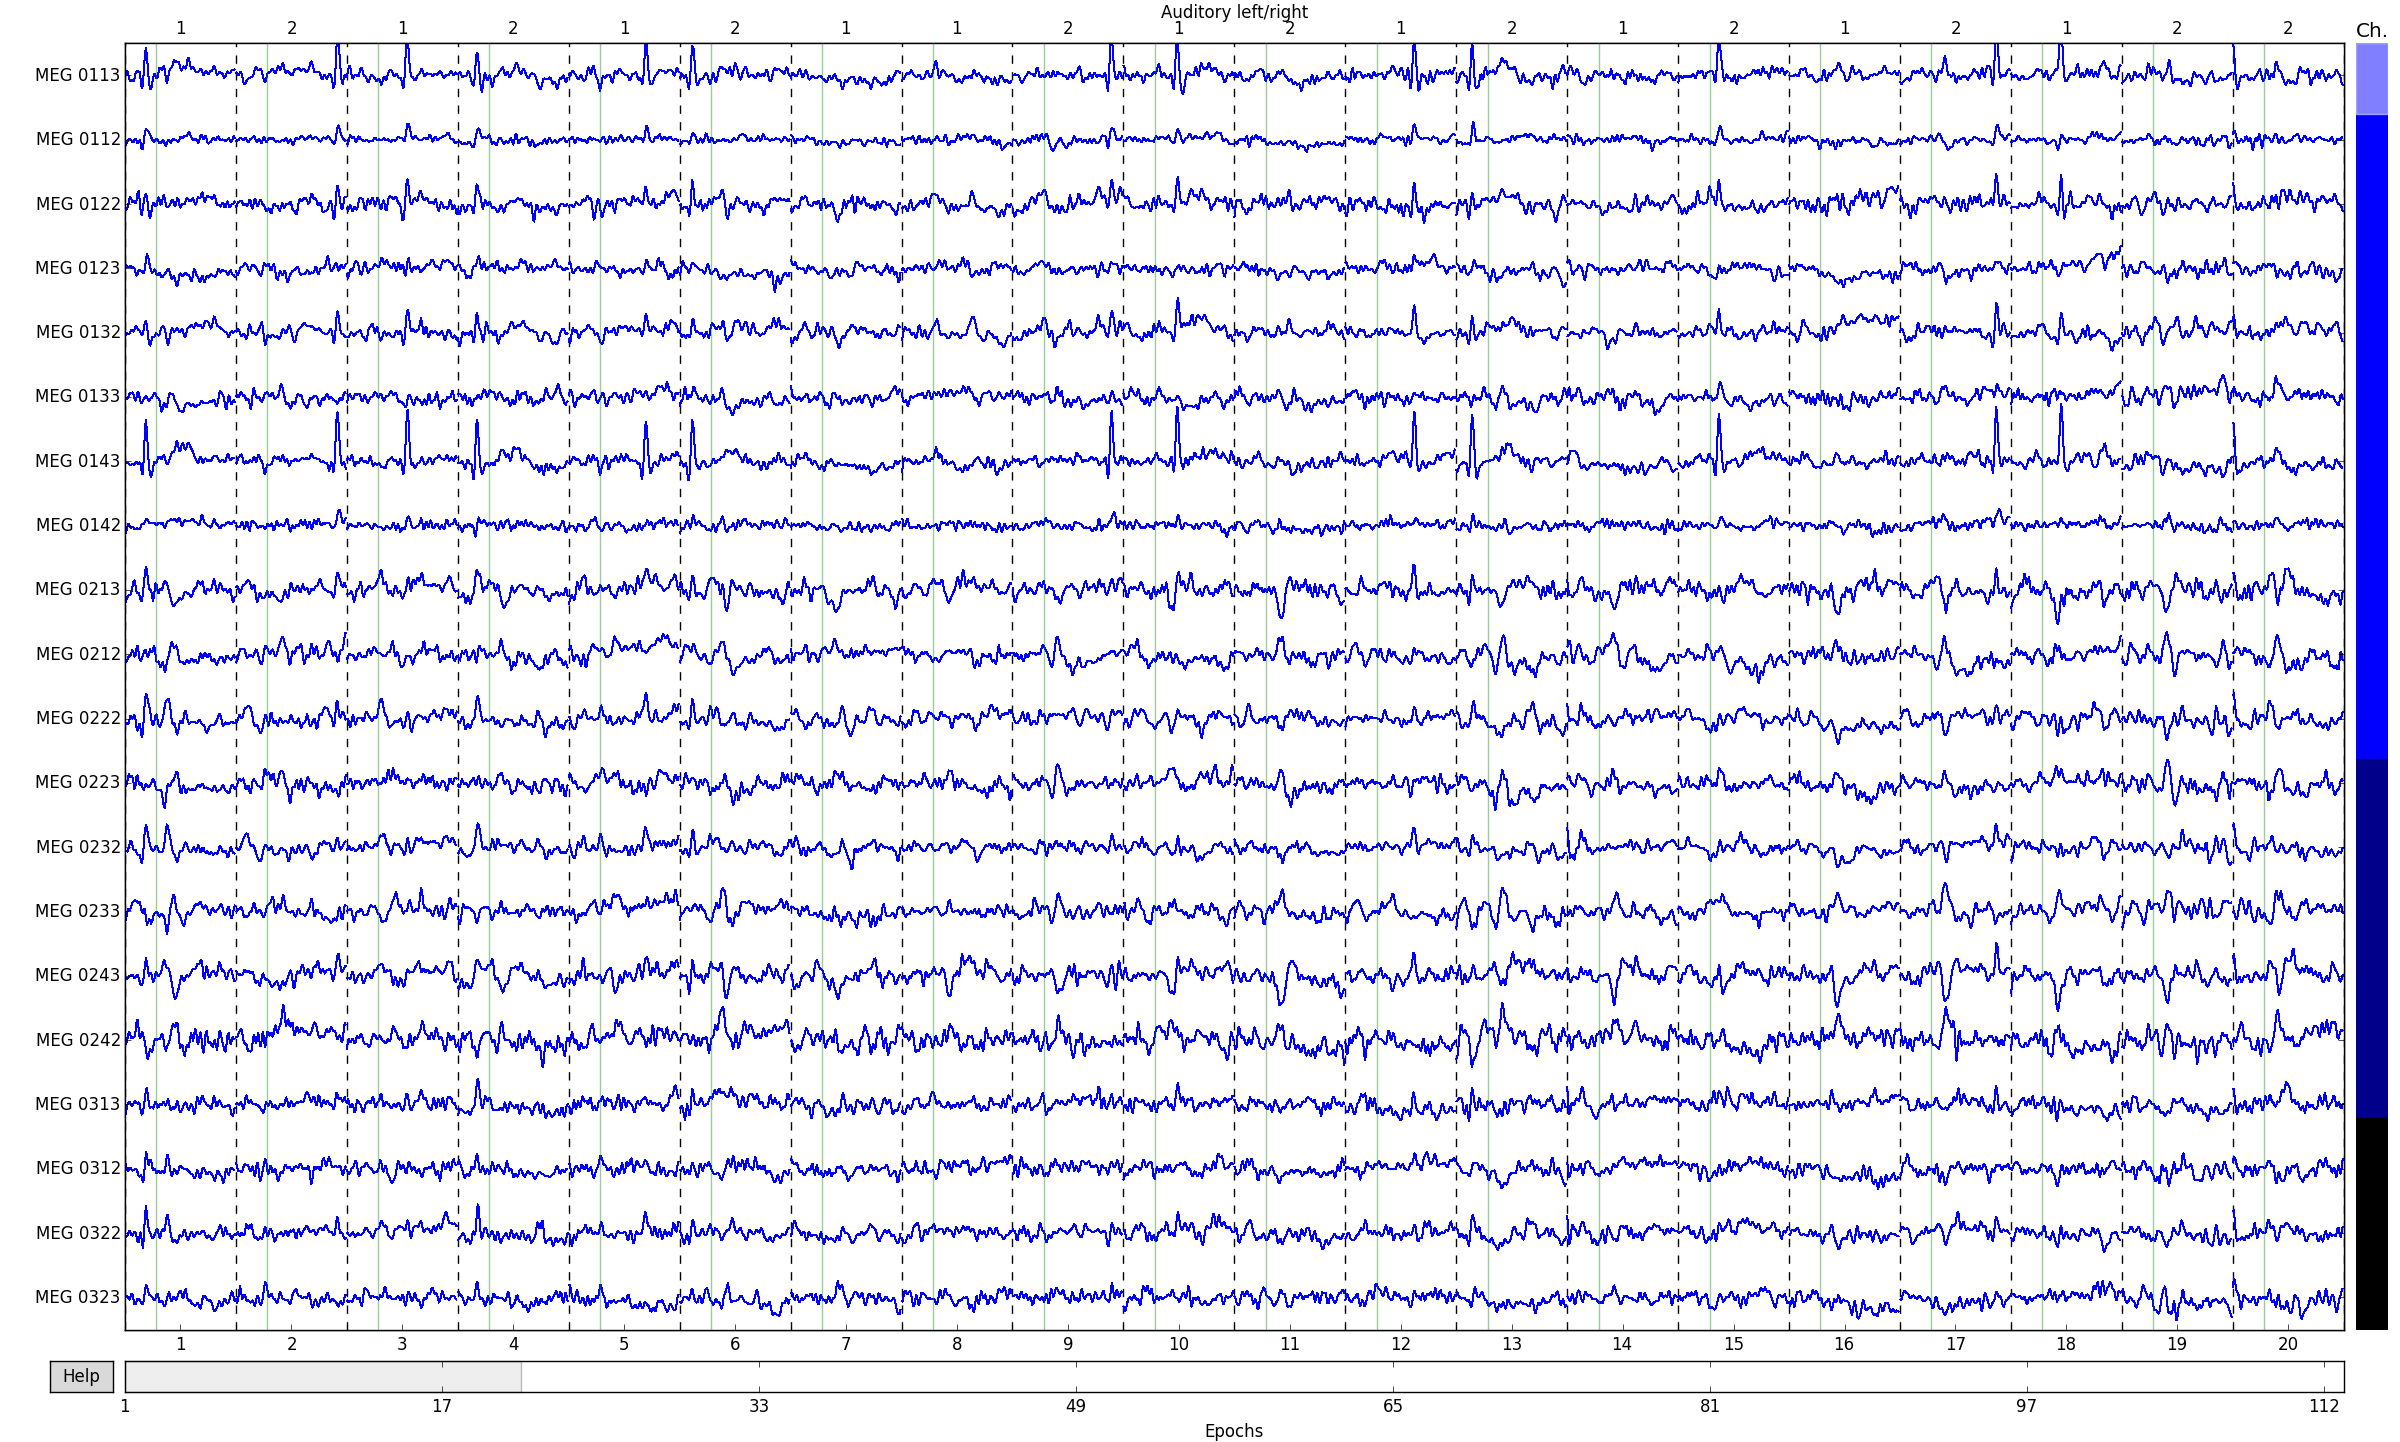 Auditory left/right
1 2 1 2 1 2 1 1 2 1 2 1 2 1 2 1 2 1 2 2
Ch.
MEG 0113
MEG 0112
MEG 0122
MEG 0123
MEG 0132
MEG 0133
MEG 0143
MEG 0142
MEG 0213
MEG 0212
MEG 0222
MEG 0223
MEG 0232
MEG 0233
MEG 0243
MEG 0242
MEG 0313
MEG 0312
MEG 0322
MEG 0323
1 2 3 4 5 6 7 8 9 10 11 12 13 14 15 16 17 18 19 20
Help
1 17 33 49 65 81 97 112
Epochs